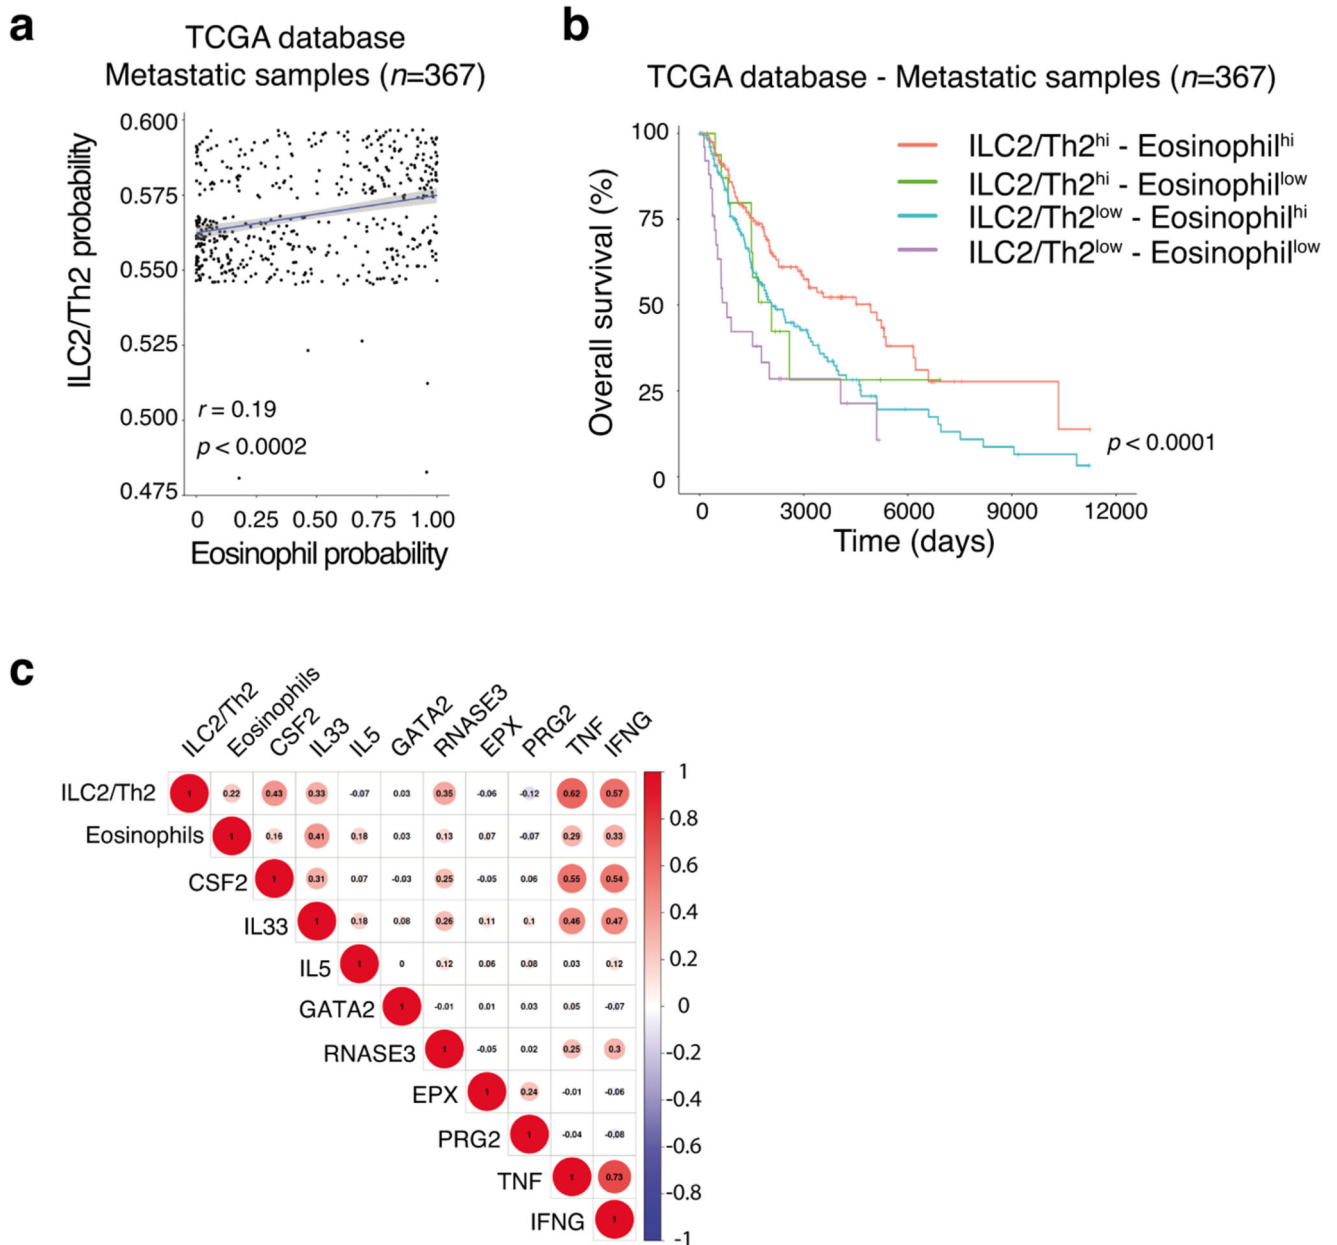 a
TCGA database
Metastatic samples (n=367)
ILC2/Th2 probability
0.600
0.575
0.550
0.525
0.500
0.475
r = 0.19
p < 0.0002
0 0.25 0.50 0.75 1.00
Eosinophil probability
b
TCGA database - Metastatic samples (n=367)
Overall survival (%)
100
75
50
25
0
ILC2/Th2hi - Eosinophilhi
ILC2/Th2hi - Eosinophillow
ILC2/Th2low - Eosinophilhi
ILC2/Th2low - Eosinophillow
p < 0.0001
0 3000 6000 9000 12000
Time (days)
c
ILC2/Th2 Eosinophils CSF2 IL33 IL5 GATA2 RNASE3 EPX PRG2 TNF IFNG
ILC2/Th2 1 0.22 0.43 0.33 -0.07 0.03 0.35 -0.06 -0.12 0.62 0.57
Eosinophils 1 0.16 0.41 0.18 0.03 0.13 0.07 -0.07 0.29 0.33
CSF2 1 0.31 0.07 -0.03 0.25 -0.05 0.06 0.55 0.54
IL33 1 0.18 0.08 0.26 0.11 0.1 0.46 0.47
IL5 1 0 0.12 0.06 0.08 0.03 0.12
GATA2 1 -0.01 0.01 0.03 0.05 -0.07
RNASE3 1 -0.05 0.02 0.25 0.3
EPX 1 0.24 -0.01 -0.06
PRG2 1 -0.04 -0.08
TNF 1 0.73
IFNG 1
1
0.8
0.6
0.4
0.2
0
-0.2
-0.4
-0.6
-0.8
-1